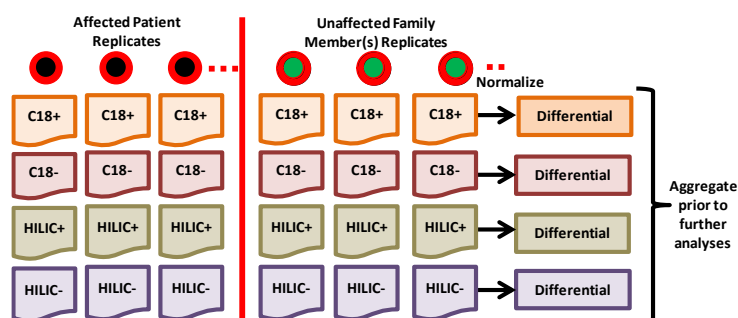 Affected Patient
Replicates
Unaffected Family
Member(s) Replicates
Normalize
C18+ C18+ C18+ C18+ C18+ C18+ Differential
C18- C18- C18- C18- C18- C18- Differential
HILIC+ HILIC+ HILIC+ HILIC+ HILIC+ HILIC+ Differential
HILIC- HILIC- HILIC- HILIC- HILIC- HILIC- Differential
Aggregate
prior to
further
analyses